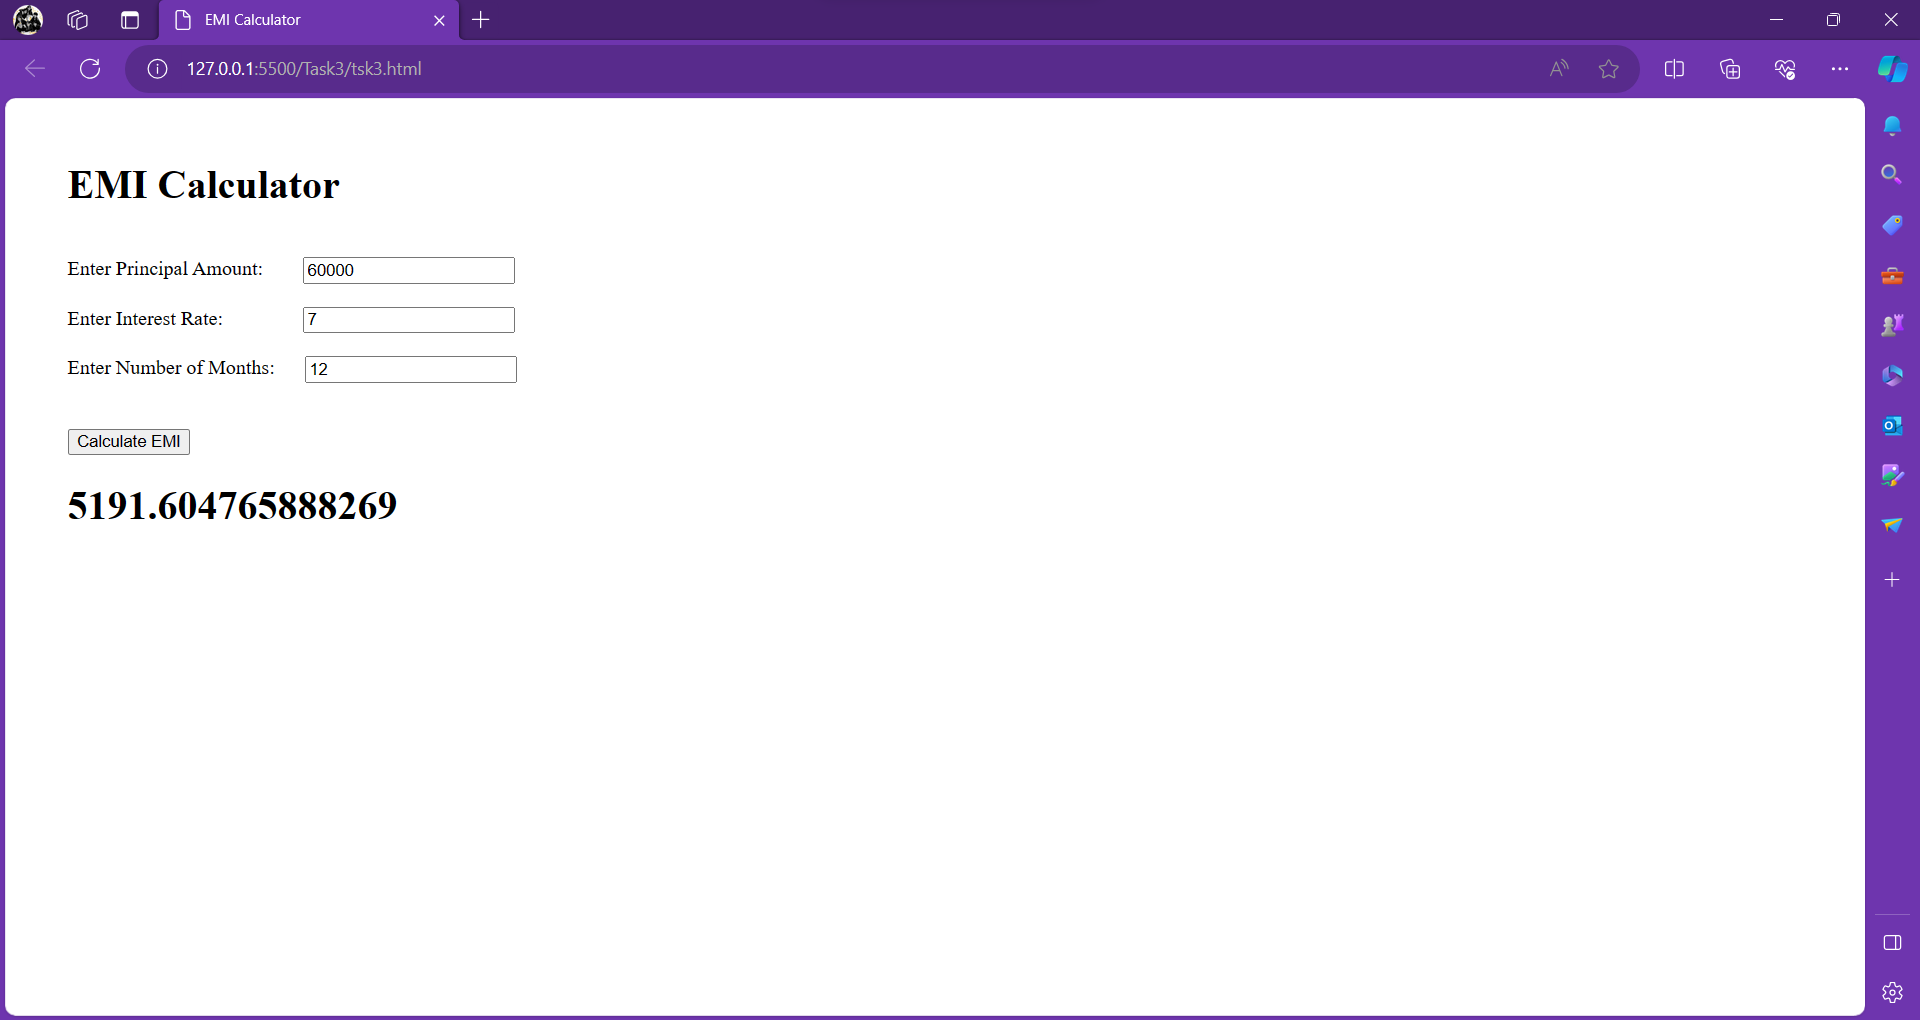 EMI Calculator
127.0.0.1:5500/Task3/tsk3.html
EMI Calculator
Enter Principal Amount: 60000
Enter Interest Rate: 7
Enter Number of Months: 12
Calculate EMI
5191.604765888269